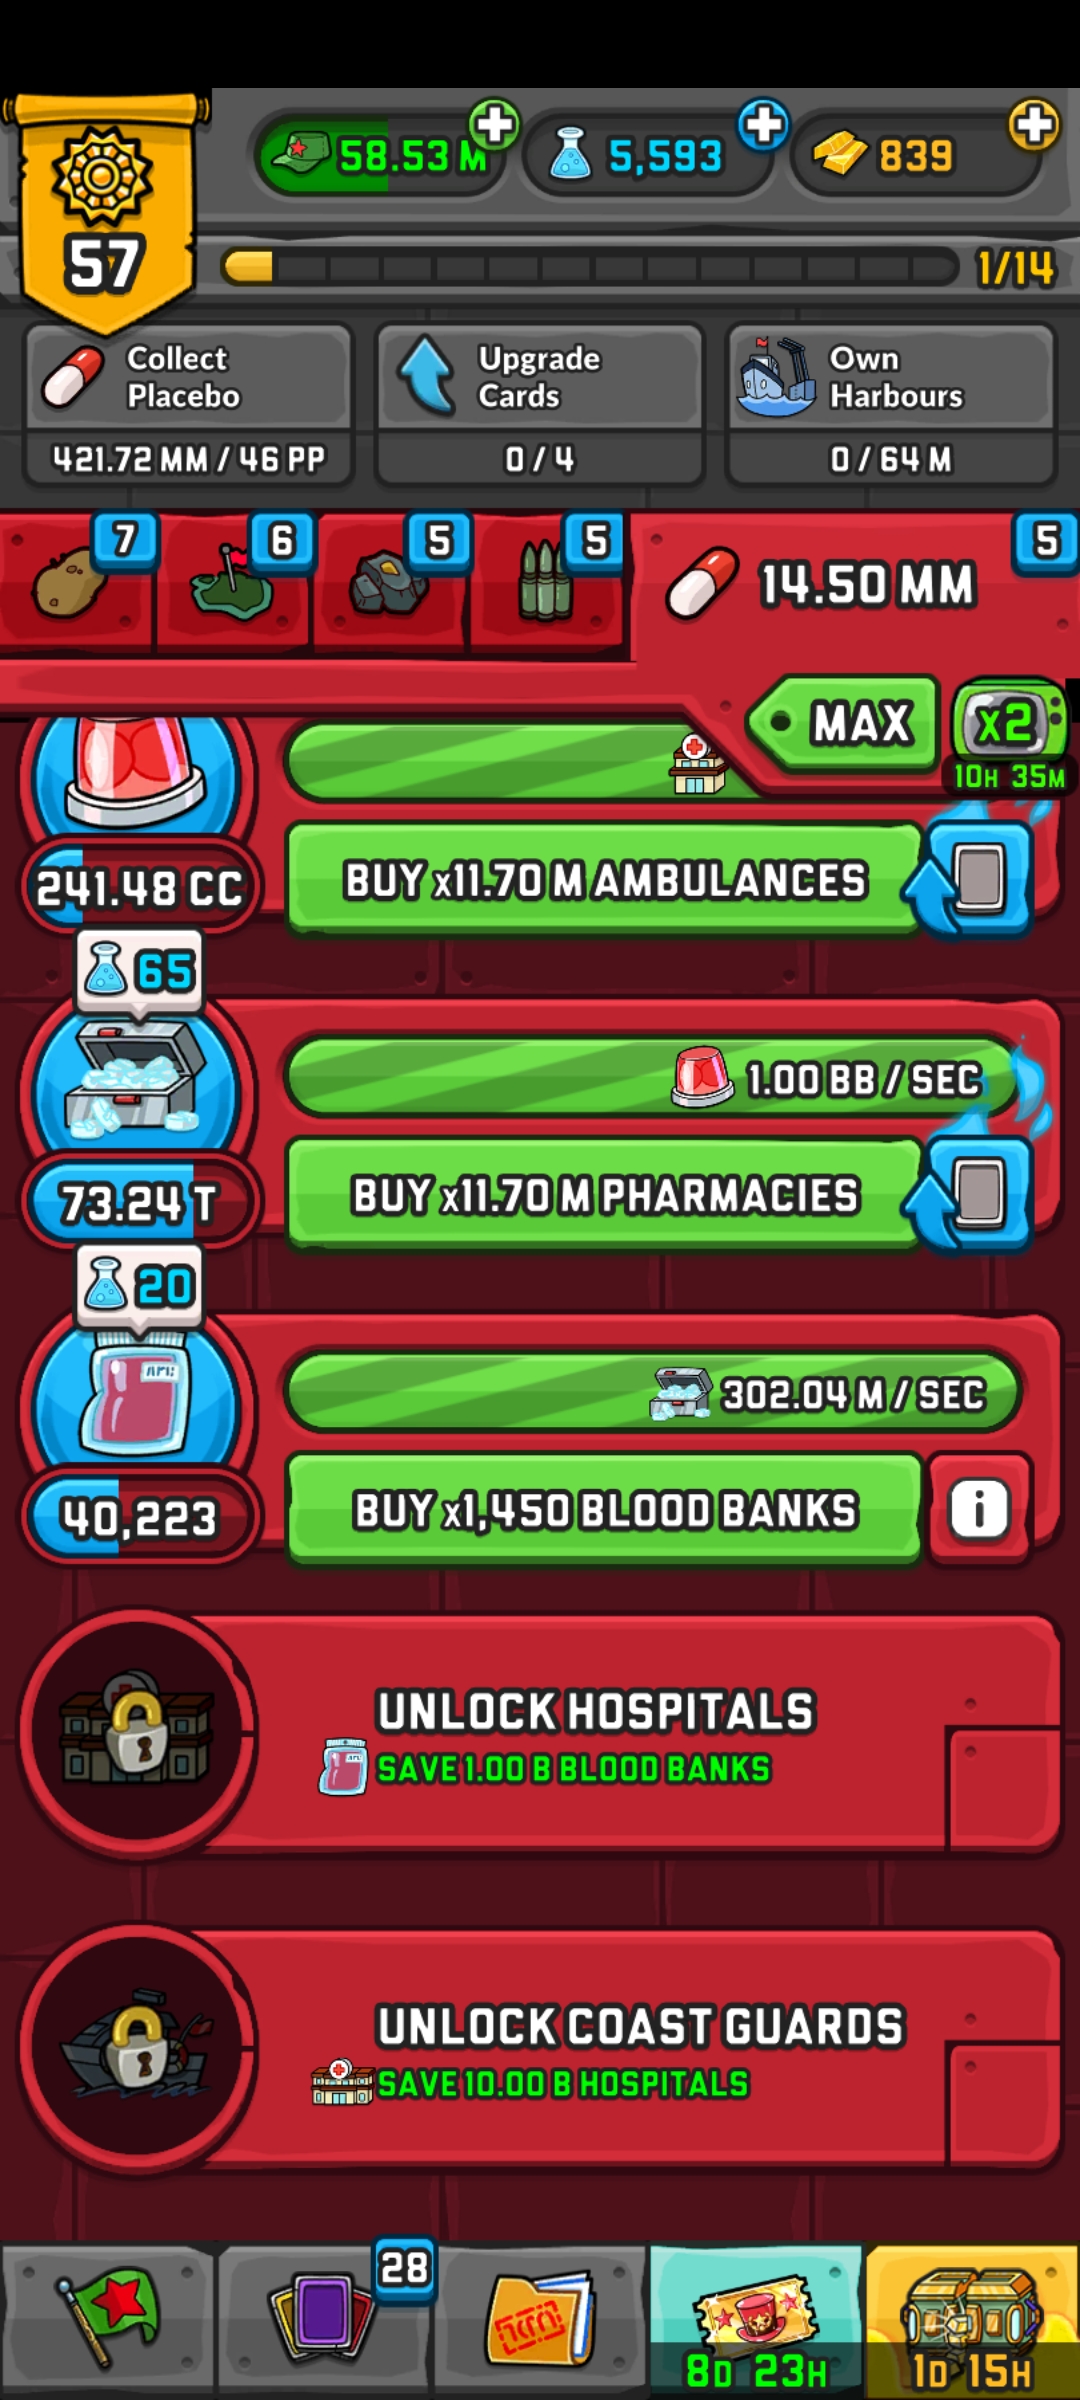 58.53 M
5,593
839
57
1/14
Collect
Placebo
421.72 MM / 46 PP
Upgrade
Cards
0 / 4
Own
Harbours
0 / 64 M
7
6
5
5
14.50 MM
5
MAX
X2
10H 35M
241.48 CC
BUY x11.70 M AMBULANCES
65
1.00 BB / SEC
73.24 T
BUY x11.70 M PHARMACIES
20
302.04 M / SEC
40,223
BUY x1,450 BLOOD BANKS
i
UNLOCK HOSPITALS
SAVE 1.00 B BLOOD BANKS
UNLOCK COAST GUARDS
SAVE 10.00 B HOSPITALS
28
8D 23H
1D 15H